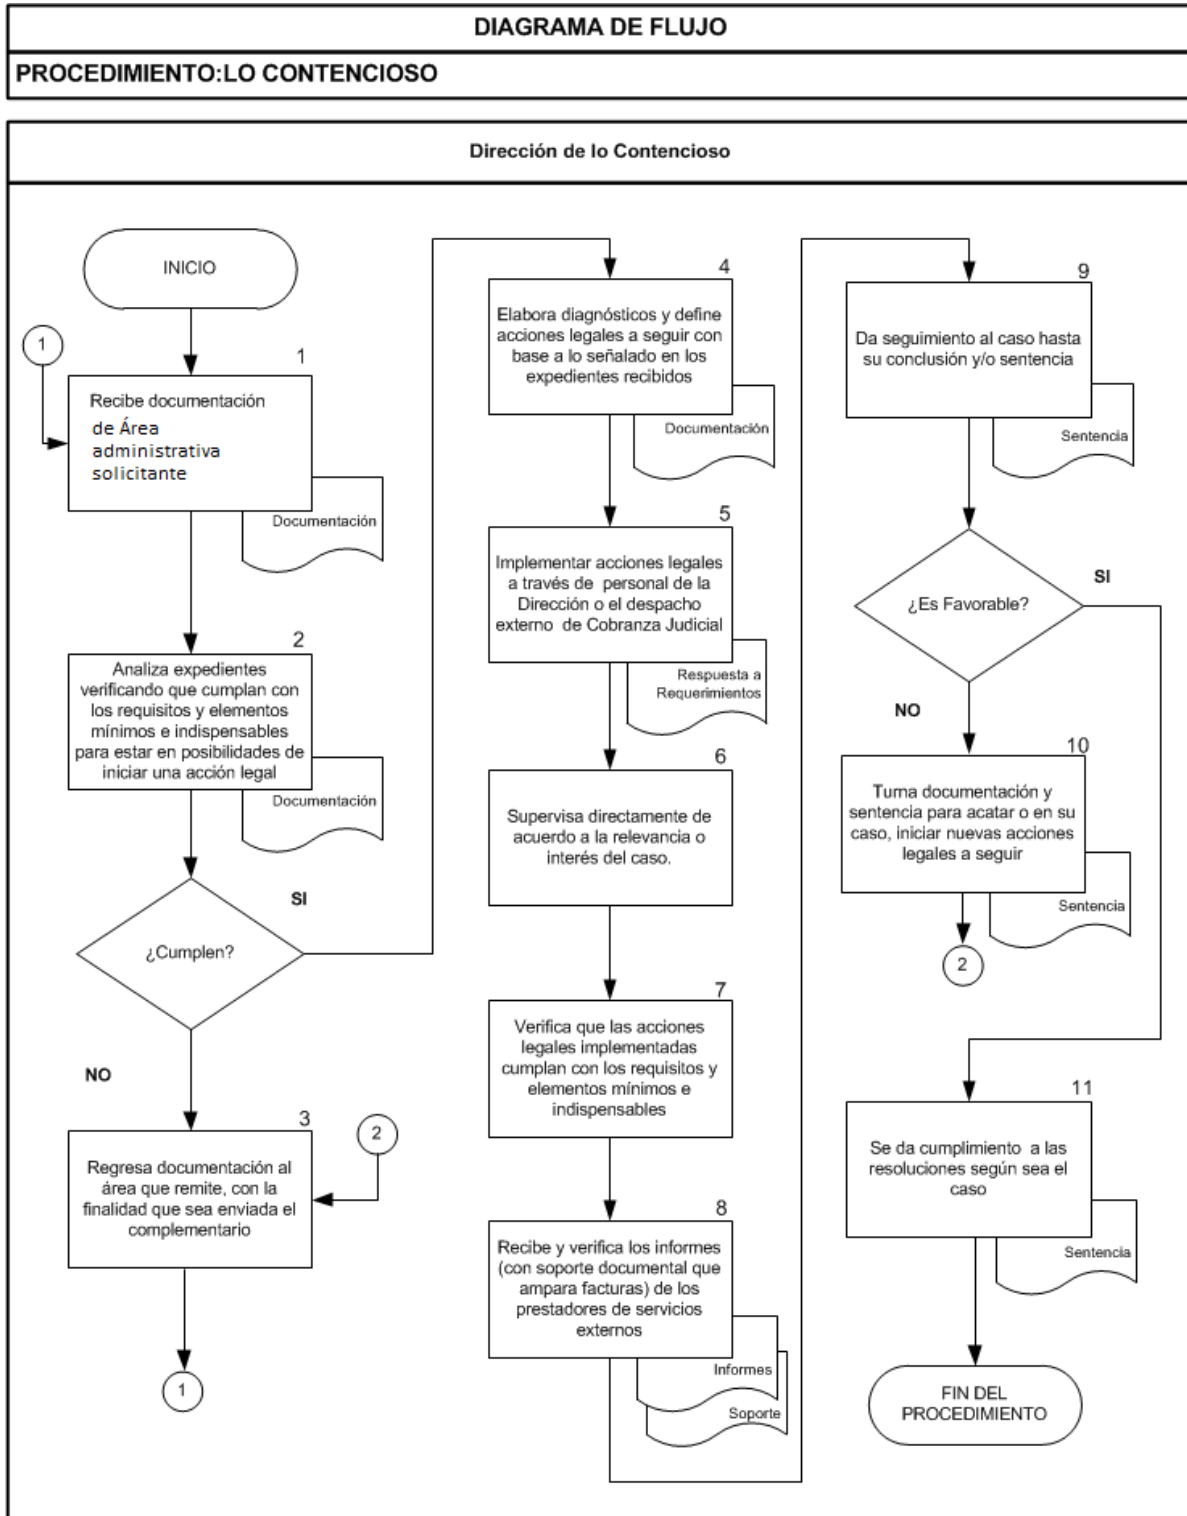 DIAGRAMA DE FLUJO
PROCEDIMIENTO:LO CONTENCIOSO
Dirección de lo Contencioso
INICIO
1
1
Recibe documentación
de Área
administrativa
solicitante
Documentación
2
Analiza expedientes
verificando que cumplan con
los requisitos y elementos
mínimos e indispensables
para estar en posibilidades de
iniciar una acción legal
Documentación
¿Cumplen?
SI
NO
3
2
Regresa documentación al
área que remite, con la
finalidad que sea enviada el
complementario
1
4
Elabora diagnósticos y define
acciones legales a seguir con
base a lo señalado en los
expedientes recibidos
Documentación
5
Implementar acciones legales
a través de personal de la
Dirección o el despacho
externo de Cobranza Judicial
Respuesta a
Requerimientos
6
Supervisa directamente de
acuerdo a la relevancia o
interés del caso.
7
Verifica que las acciones
legales implementadas
cumplan con los requisitos y
elementos mínimos e
indispensables
8
Recibe y verifica los informes
(con soporte documental que
ampara facturas) de los
prestadores de servicios
externos
Informes
Soporte
9
Da seguimiento al caso hasta
su conclusión y/o sentencia
Sentencia
¿Es Favorable?
SI
NO
10
Turna documentación y
sentencia para acatar o en su
caso, iniciar nuevas acciones
legales a seguir
Sentencia
2
11
Se da cumplimiento a las
resoluciones según sea el
caso
Sentencia
FIN DEL
PROCEDIMIENTO